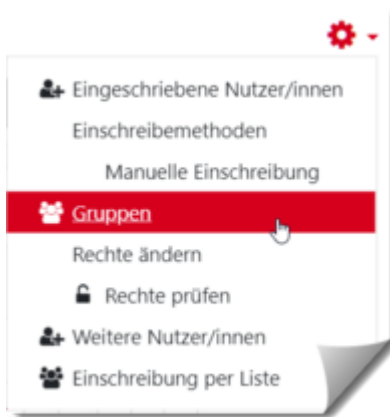 Eingeschriebene Nutzer/innen
Einschreibemethoden
Manuelle Einschreibung
Gruppen
Rechte ändern
Rechte prüfen
Weitere Nutzer/innen
Einschreibung per Liste